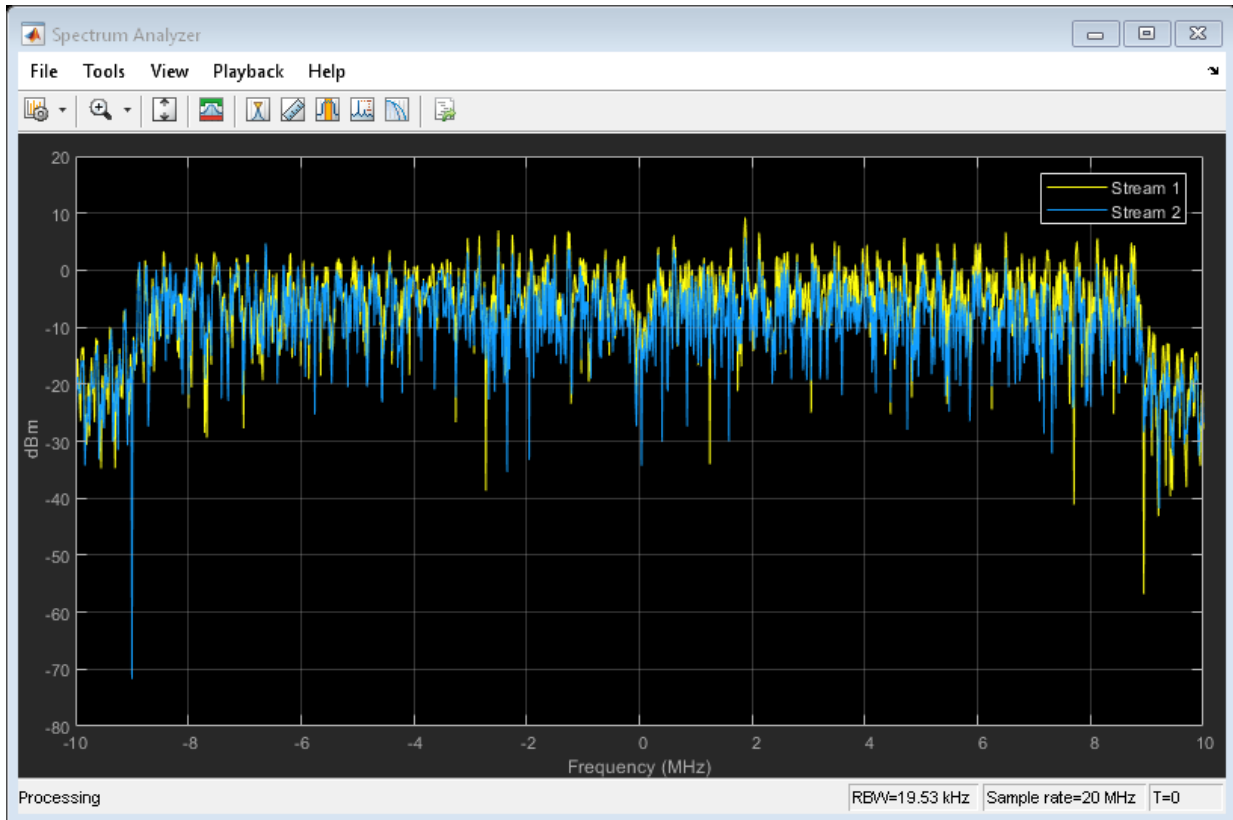 Spectrum Analyzer
File Tools View Playback Help
20
10
0
-10
-20
-30
-40
-50
-60
-70
-80
dBm
Stream 1
Stream 2
-10 -8 -6 -4 -2 0 2 4 6 8 10
Frequency (MHz)
Processing RBW=19.53 kHz Sample rate=20 MHz T=0